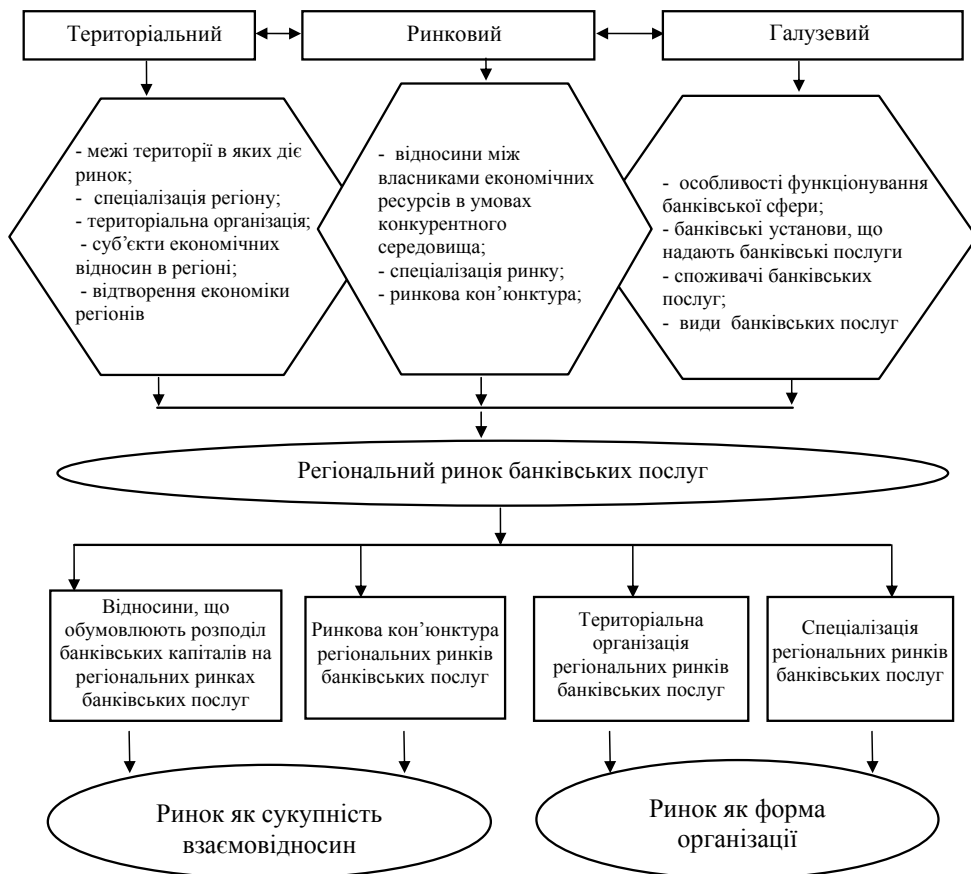 Територіальний
Ринковий
Галузевий
- межі території в яких діє
ринок;
- спеціалізація регіону;
- територіальна організація;
- суб’єкти економічних
відносин в регіоні;
- відтворення економіки
регіонів
- відносини між
власниками економічних
ресурсів в умовах
конкурентного
середовища;
- спеціалізація ринку;
- ринкова кон’юнктура;
- особливості функціонування
банківської сфери;
- банківські установи, що
надають банківські послуги
- споживачі банківських
послуг;
- види банківських послуг
Регіональний ринок банківських послуг
Відносини, що
обумовлюють розподіл
банківських капіталів на
регіональних ринках
банківських послуг
Ринкова кон’юнктура
регіональних ринків
банківських послуг
Територіальна
організація
регіональних ринків
банківських послуг
Спеціалізація
регіональних ринків
банківських послуг
Ринок як сукупність
взаємовідносин
Ринок як форма
організації